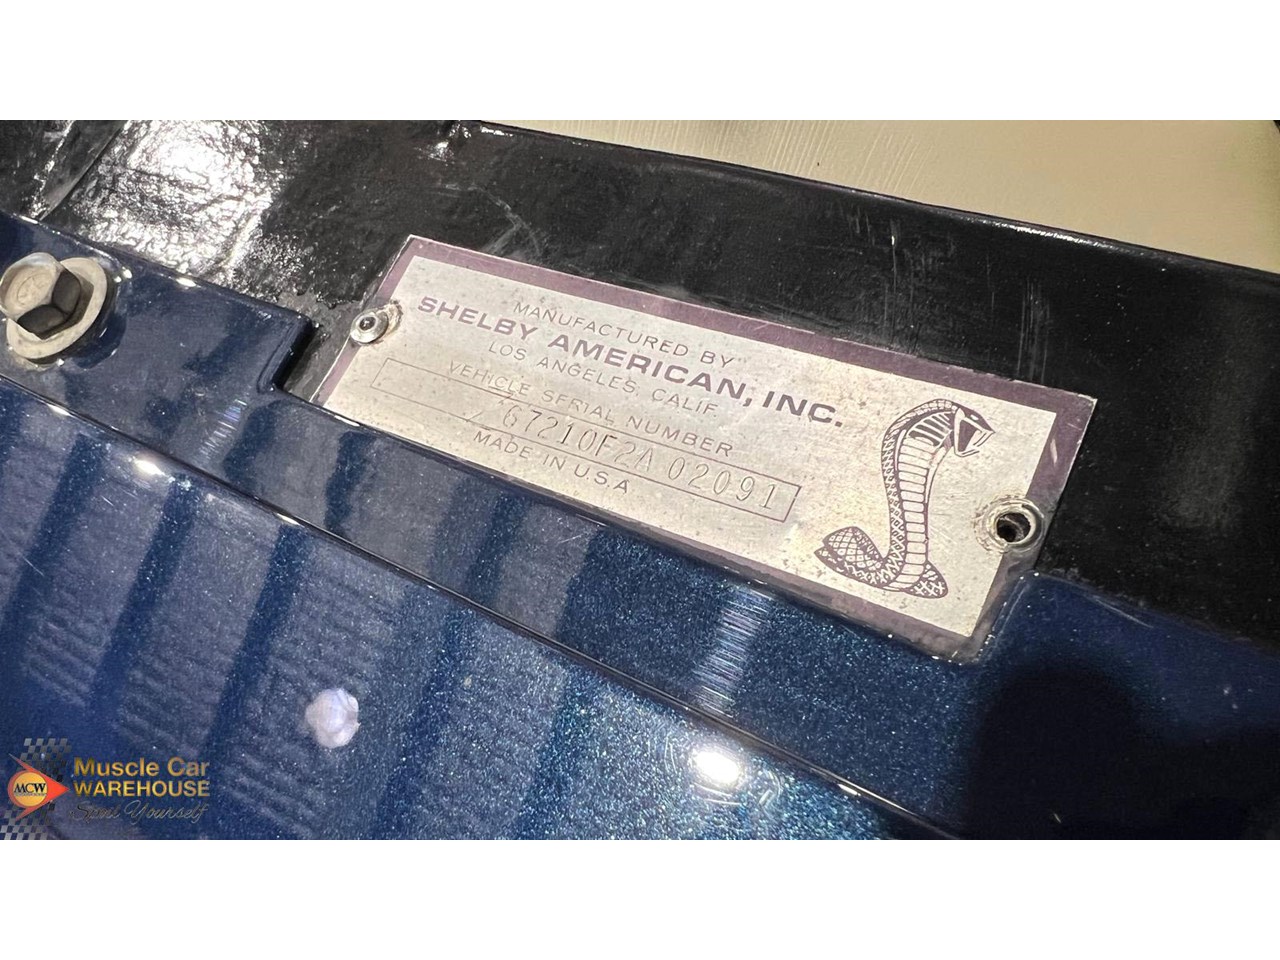 MANUFACTURED BY
SHELBY AMERICAN, INC.
LOS ANGELES, CALIF.
VEHICLE SERIAL NUMBER
67210F2A 02091
MADE IN U.S.A
MCW
Muscle Car
WAREHOUSE
Yourself